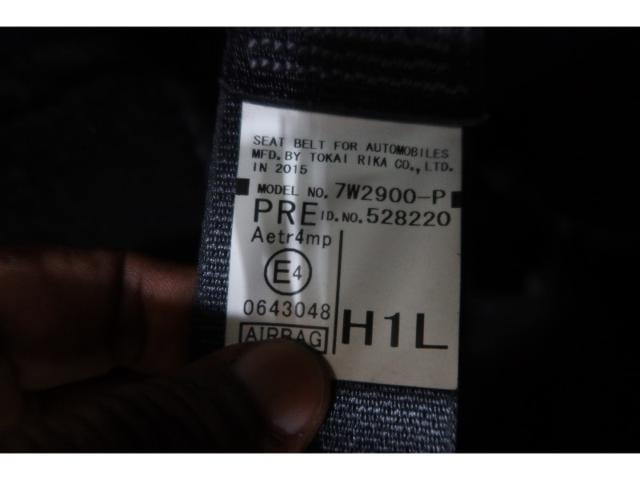 SEAT BELT FOR AUTOMOBILES
MFD. BY TOKAI RIKA CO., LTD.
IN 2015
MODEL NO. 7W2900-P
PRE ID.NO. 528220
Aetr4mp
E4
0643048
AIRBAG
H1L